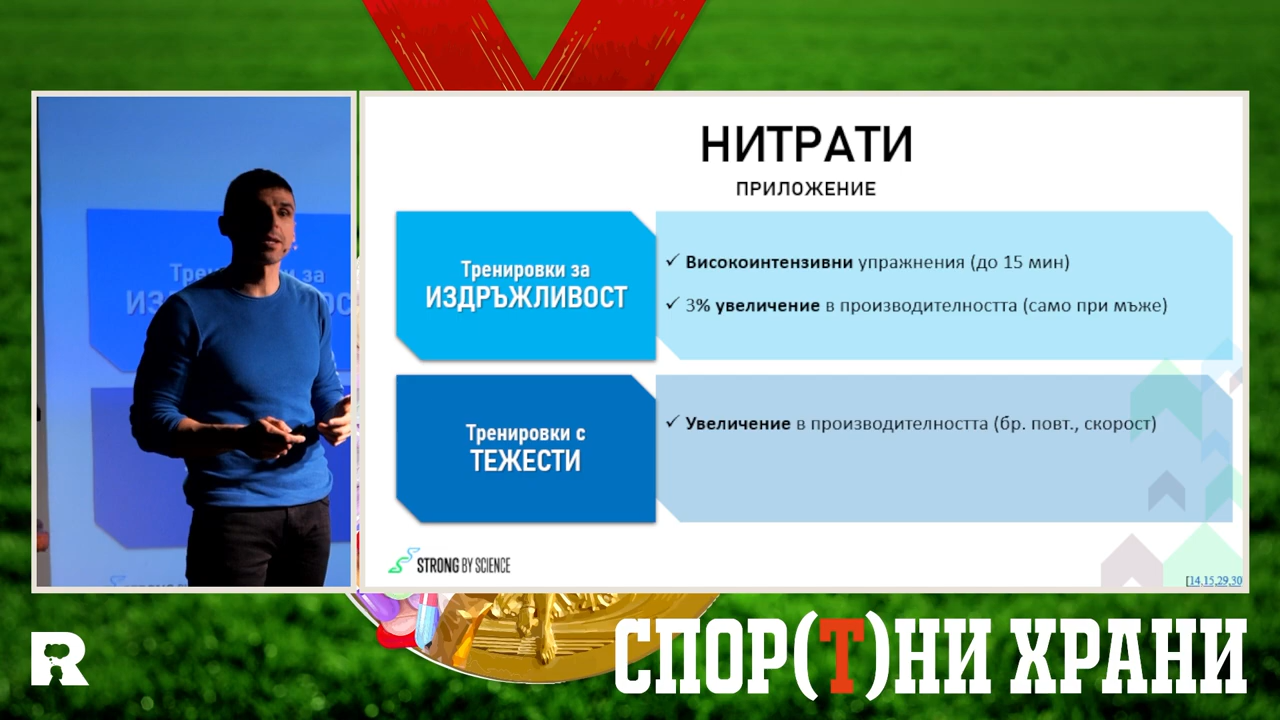 НИТРАТИ
ПРИЛОЖЕНИЕ
Тренировки за
ИЗДРЪЖЛИВОСТ
✓ Високоинтензивни упражнения (до 15 мин)
✓ 3% увеличение в производителността (само при мъже)
Тренировки с
ТЕЖЕСТИ
✓ Увеличение в производителността (бр. повт., скорост)
STRONG BY SCIENCE
[14,15,29,30
R
СПОР(Т)НИ ХРАНИ